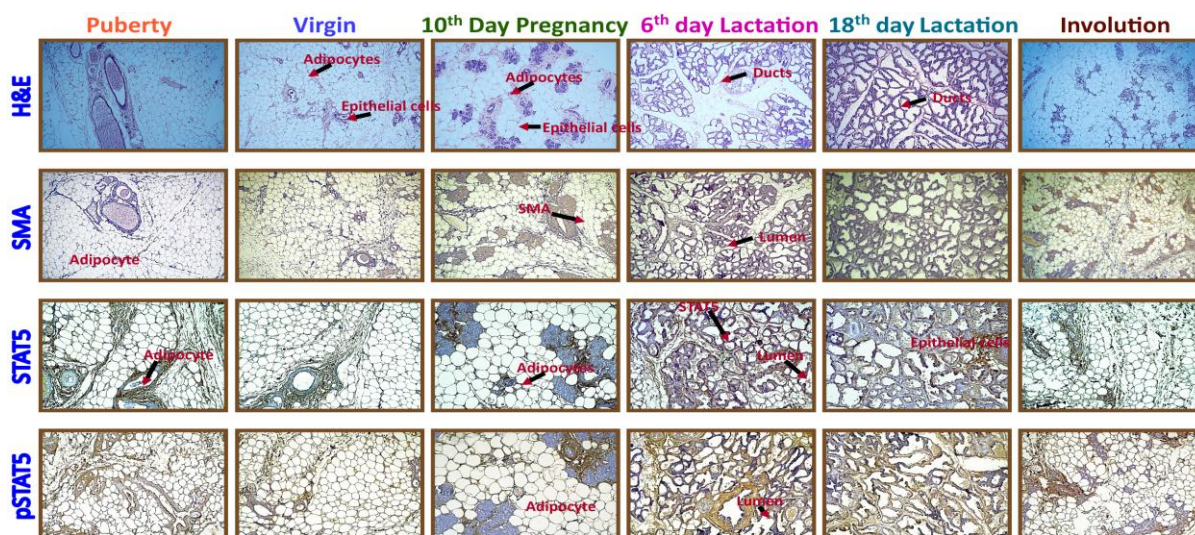 Puberty
Virgin
10th Day Pregnancy
6th day Lactation
18th day Lactation
Involution
H&E
Adipocytes
Epithelial cells
Adipocytes
Epithelial cells
Ducts
Ducts
SMA
Adipocyte
SMA
Lumen
STAT5
Adipocyte
Adipocytes
STAT5
Lumen
Epithelial cells
pSTAT5
Adipocyte
Lumen